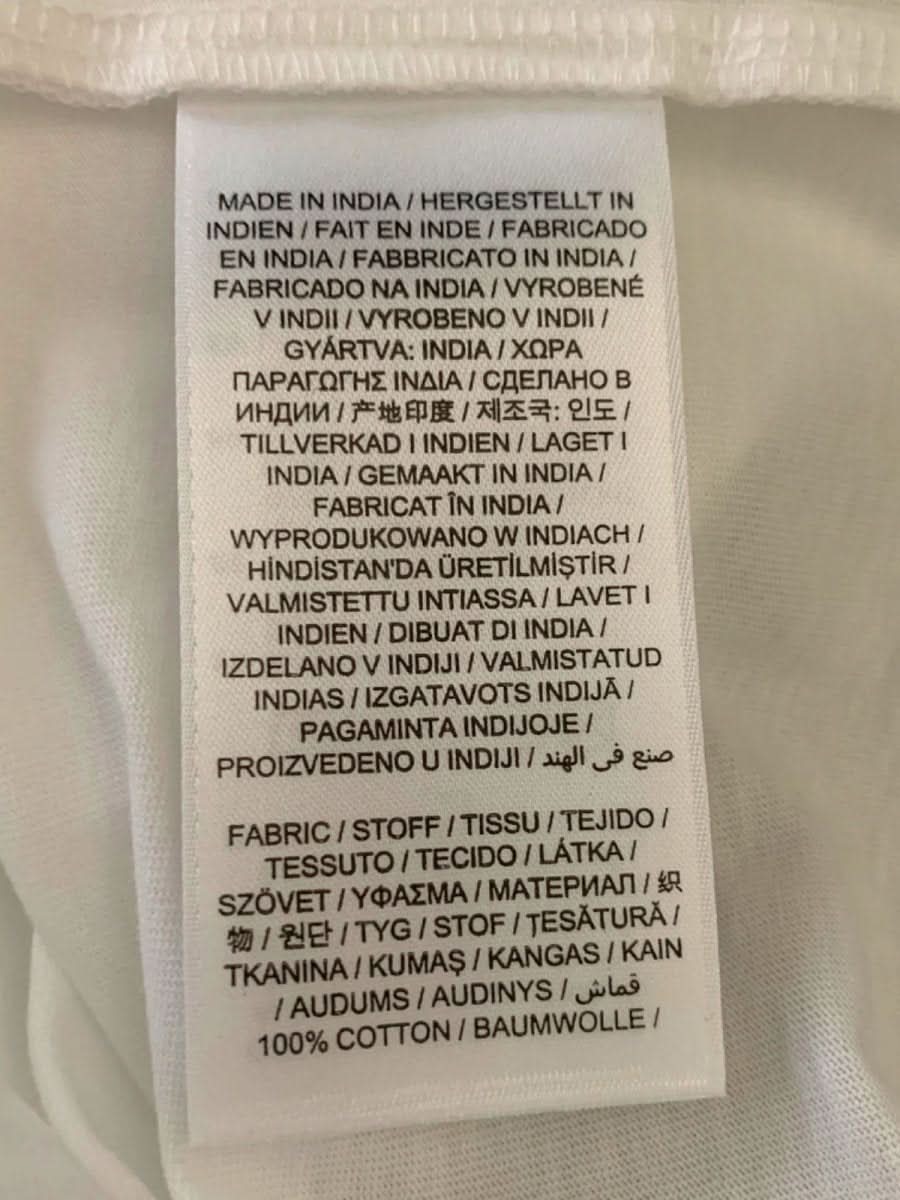 MADE IN INDIA / HERGESTELLT IN
INDIEN / FAIT EN INDE / FABRICADO
EN INDIA / FABBRICATO IN INDIA /
FABRICADO NA INDIA / VYROBENÉ
V INDII / VYROBENO V INDII /
GYÁRTVA: INDIA / ΧΩΡΑ
ΠΑΡΑΓΩΓΗΣ ΙΝΔΙΑ / СДЕЛАНО В
ИНДИИ / 产地印度 / 제조국: 인도 /
TILLVERKAD I INDIEN / LAGET I
INDIA / GEMAAKT IN INDIA /
FABRICAT ÎN INDIA /
WYPRODUKOWANO W INDIACH /
HİNDİSTAN'DA ÜRETİLMİŞTİR /
VALMISTETTU INTIASSA / LAVET I
INDIEN / DIBUAT DI INDIA /
IZDELANO V INDIJI / VALMISTATUD
INDIAS / IZGATAVOTS INDIJĀ /
PAGAMINTA INDIJOJE /
PROIZVEDENO U INDIJI / صنع في الهند
FABRIC / STOFF / TISSU / TEJIDO /
TESSUTO / TECIDO / LÁTKA /
SZÖVET / ΥΦΑΣΜΑ / МАТЕРИАЛ / 织
物 / 원단 / TYG / STOF / ȚESĂTURĂ /
TKANINA / KUMAŞ / KANGAS / KAIN
/ AUDUMS / AUDINYS / قماش
100% COTTON / BAUMWOLLE /